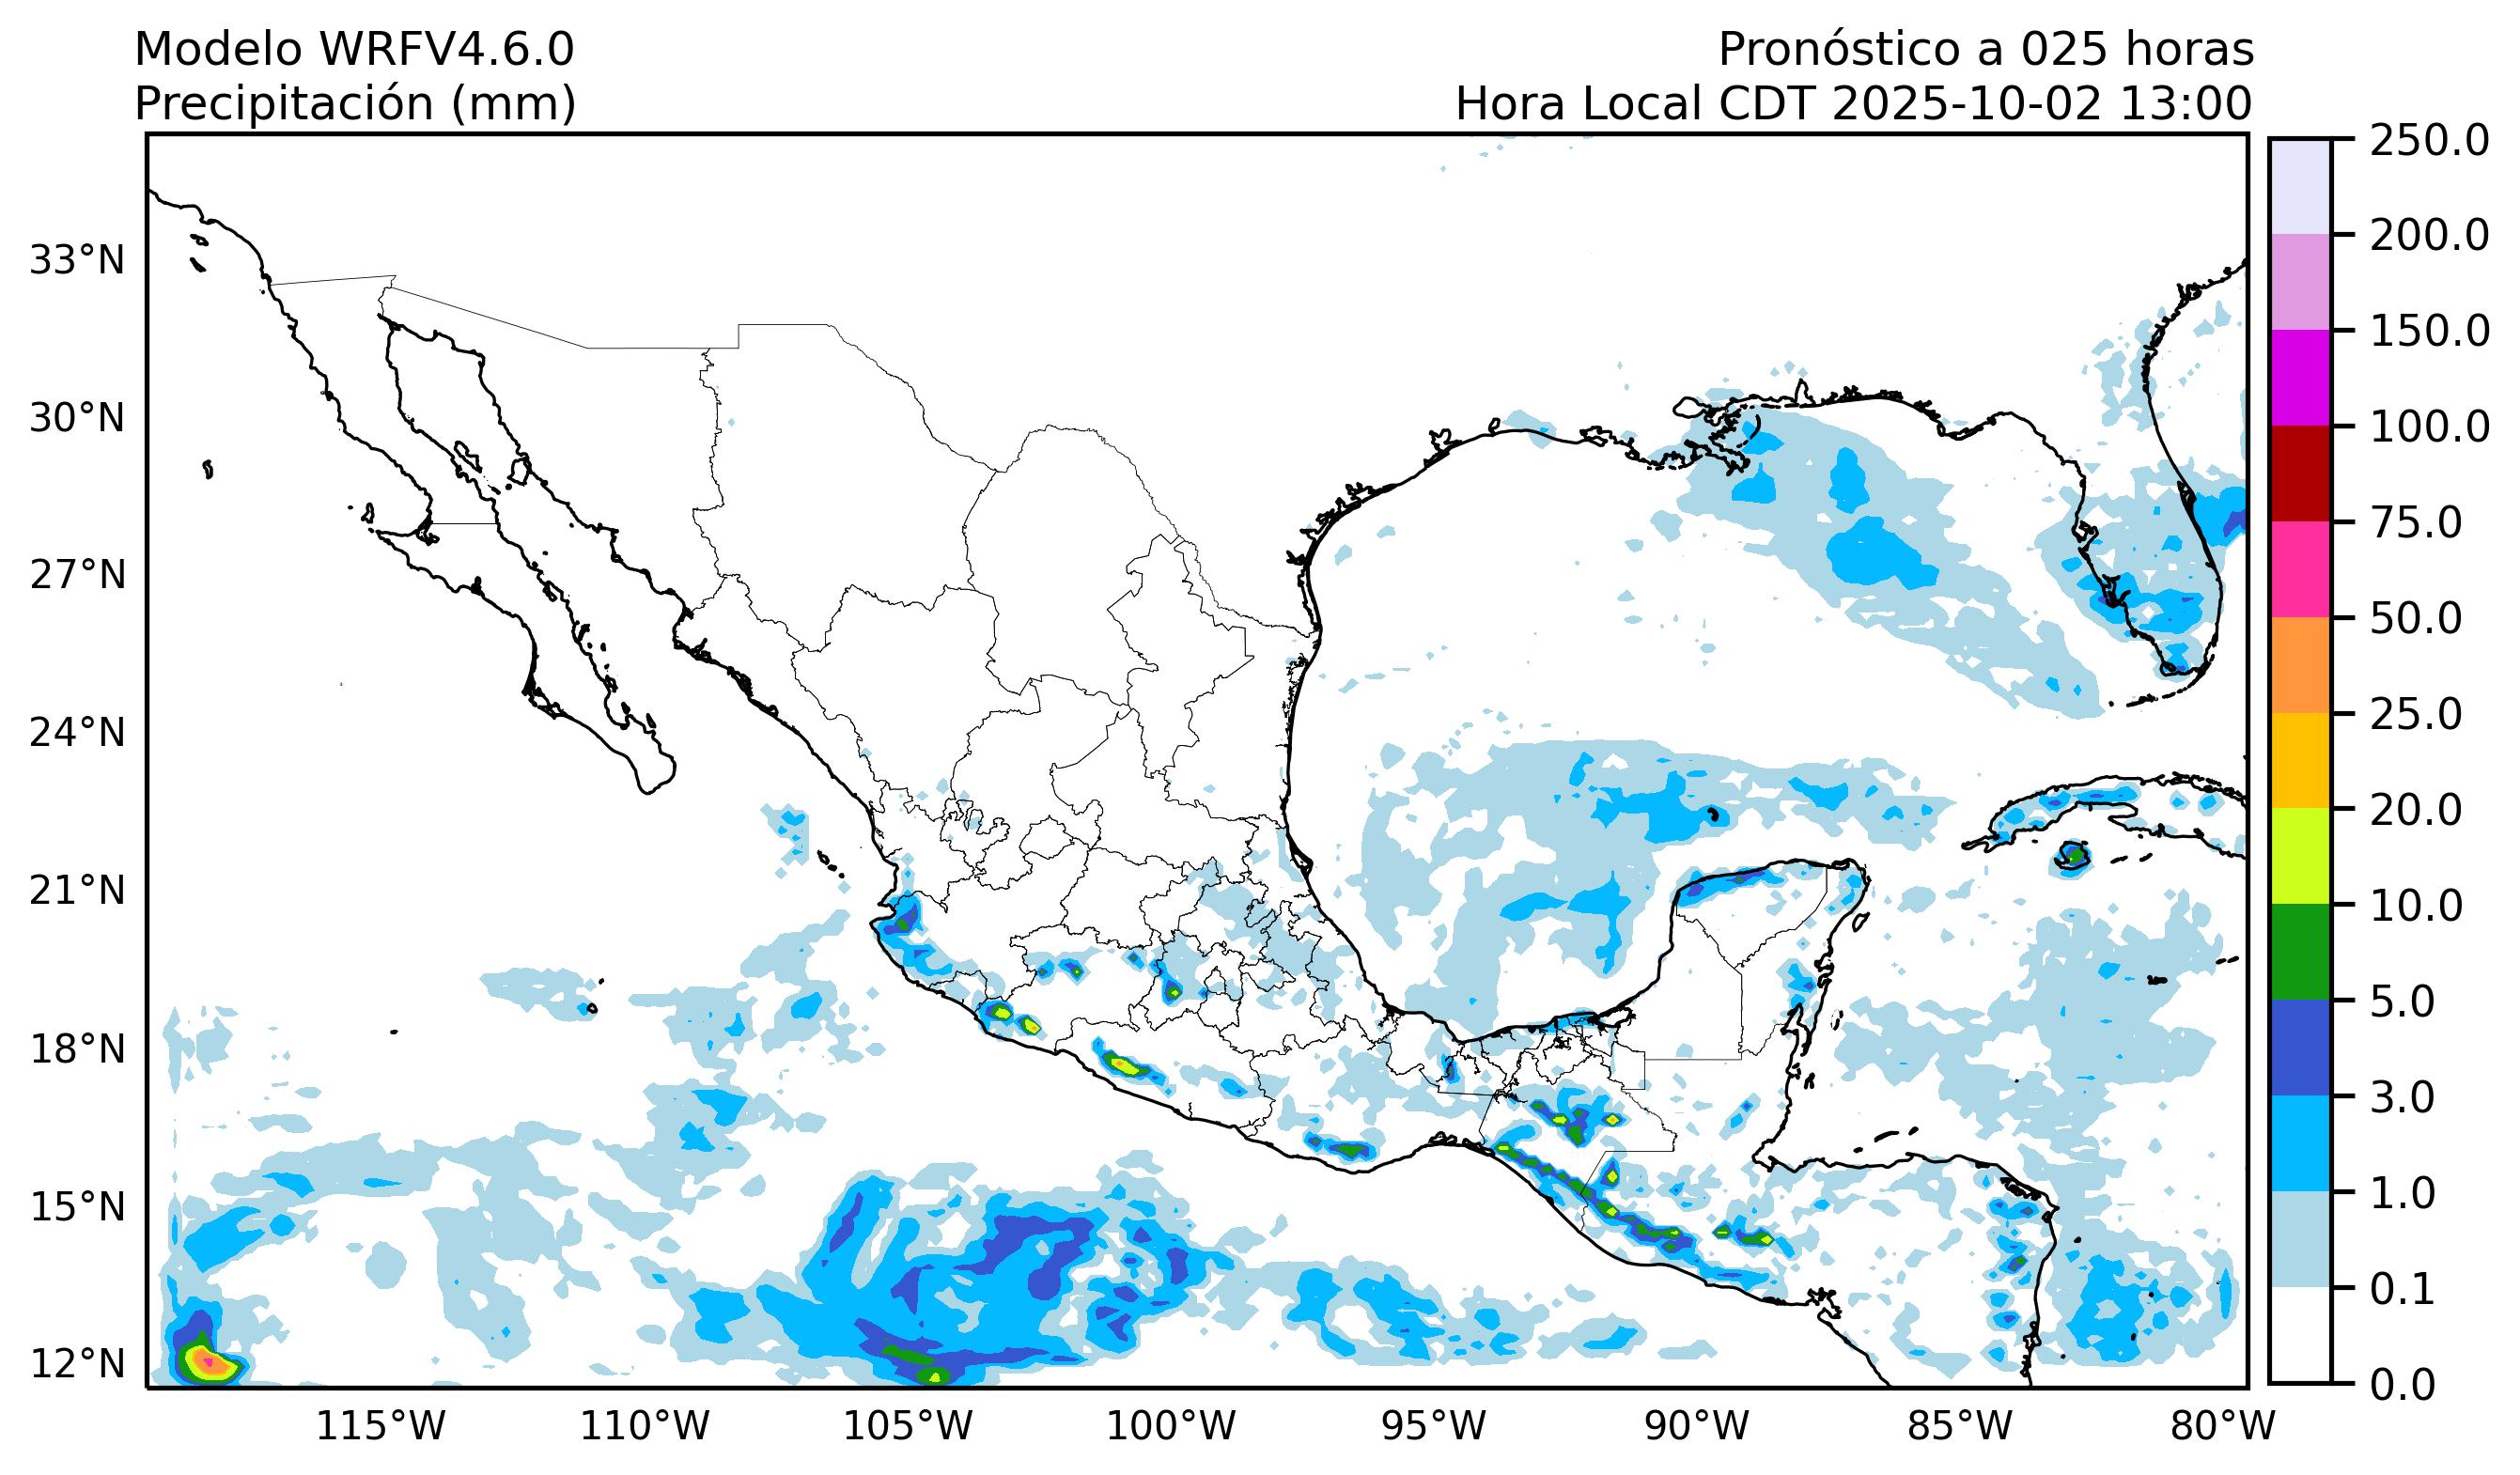 Modelo WRFV4.6.0
Precipitación (mm)
Pronóstico a 025 horas
Hora Local CDT 2025-10-02 13:00
33°N
30°N
27°N
24°N
21°N
18°N
15°N
12°N
115°W
110°W
105°W
100°W
95°W
90°W
85°W
80°W
250.0
200.0
150.0
100.0
75.0
50.0
25.0
20.0
10.0
5.0
3.0
1.0
0.1
0.0